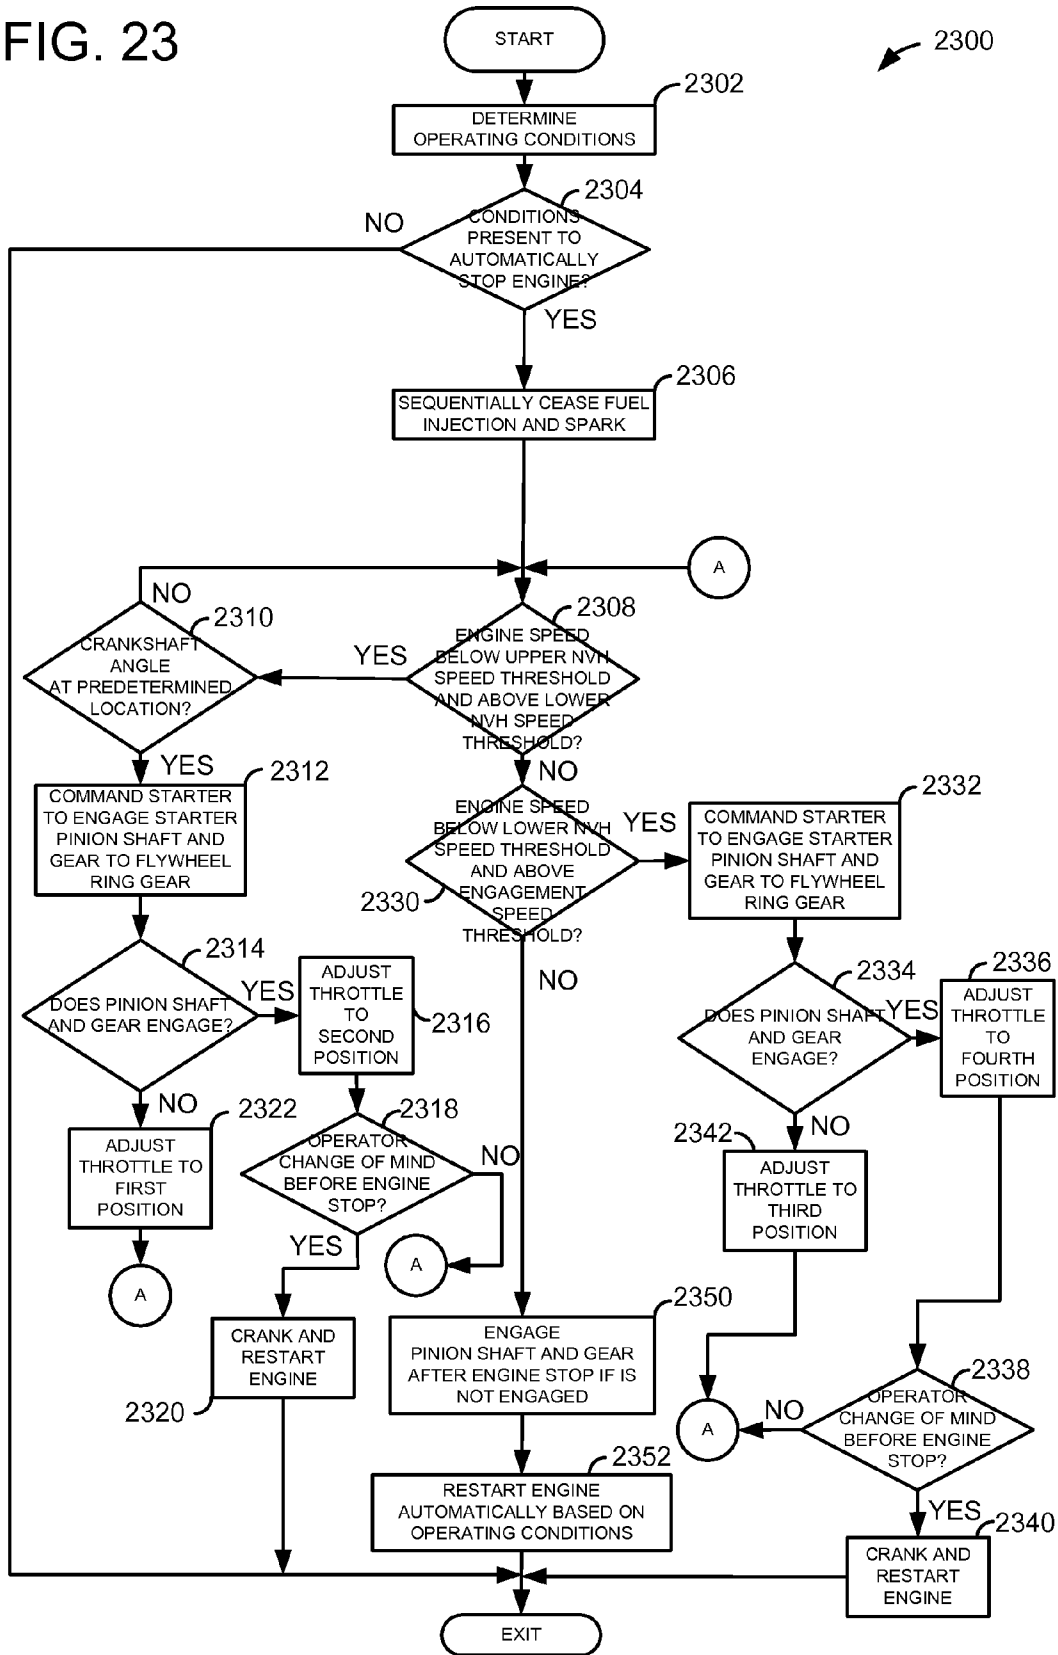 FIG. 23
START
2300
2302
DETERMINE
OPERATING CONDITIONS
2304
NO
CONDITIONS
PRESENT TO
AUTOMATICALLY
STOP ENGINE?
YES
2306
SEQUENTIALLY CEASE FUEL
INJECTION AND SPARK
A
NO
2310
CRANKSHAFT
ANGLE
AT PREDETERMINED
LOCATION?
YES
2308
ENGINE SPEED
BELOW UPPER NVH
SPEED THRESHOLD
AND ABOVE LOWER
NVH SPEED
THRESHOLD?
YES
NO
2312
COMMAND STARTER
TO ENGAGE STARTER
PINION SHAFT AND
GEAR TO FLYWHEEL
RING GEAR
ENGINE SPEED
BELOW LOWER NVH
SPEED THRESHOLD
AND ABOVE
ENGAGEMENT
SPEED
THRESHOLD?
2330
YES
2332
COMMAND STARTER
TO ENGAGE STARTER
PINION SHAFT AND
GEAR TO FLYWHEEL
RING GEAR
2314
DOES PINION SHAFT
AND GEAR ENGAGE?
YES
ADJUST
THROTTLE
TO
SECOND
POSITION
2316
NO
2334
DOES PINION SHAFT
AND GEAR
ENGAGE?
YES
2336
ADJUST
THROTTLE
TO
FOURTH
POSITION
NO
2322
ADJUST
THROTTLE TO
FIRST
POSITION
A
2318
OPERATOR
CHANGE OF MIND
BEFORE ENGINE
STOP?
NO
YES
A
NO
2342
ADJUST
THROTTLE TO
THIRD
POSITION
CRANK AND
RESTART
ENGINE
2320
2350
ENGAGE
PINION SHAFT AND GEAR
AFTER ENGINE STOP IF IS
NOT ENGAGED
2338
OPERATOR
CHANGE OF MIND
BEFORE ENGINE
STOP?
NO
A
2352
RESTART ENGINE
AUTOMATICALLY BASED ON
OPERATING CONDITIONS
YES
2340
CRANK AND
RESTART
ENGINE
EXIT